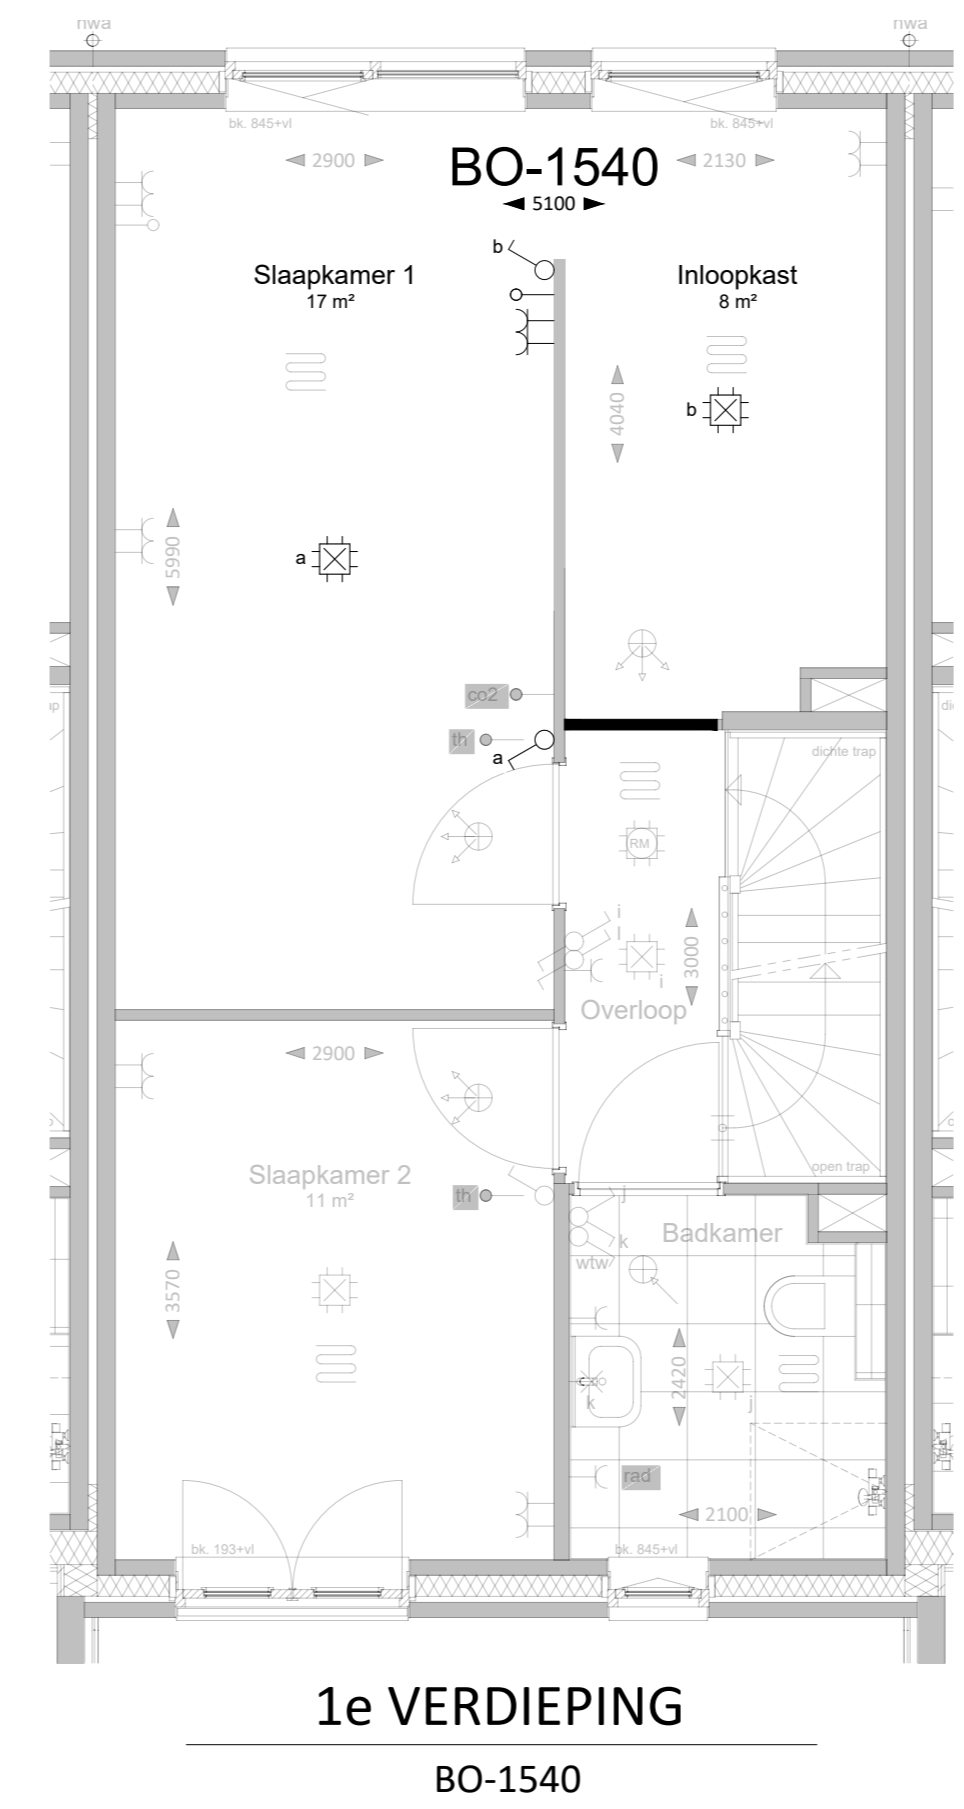 nwa
nwa
bk. 845+vl
bk. 845+vl
2900
BO-1540
2130
5100
b
Slaapkamer 1
17 m²
Inloopkast
8 m²
4040
b
5990
a
co2
th
a
dichte trap
RM
i
l
3000
i
Overloop
2900
Slaapkamer 2
11 m²
open trap
th
j
k
Badkamer
wtw
3570
2420
k
j
rad
2100
bk. 193+vl
bk. 845+vl
1e VERDIEPING
BO-1540